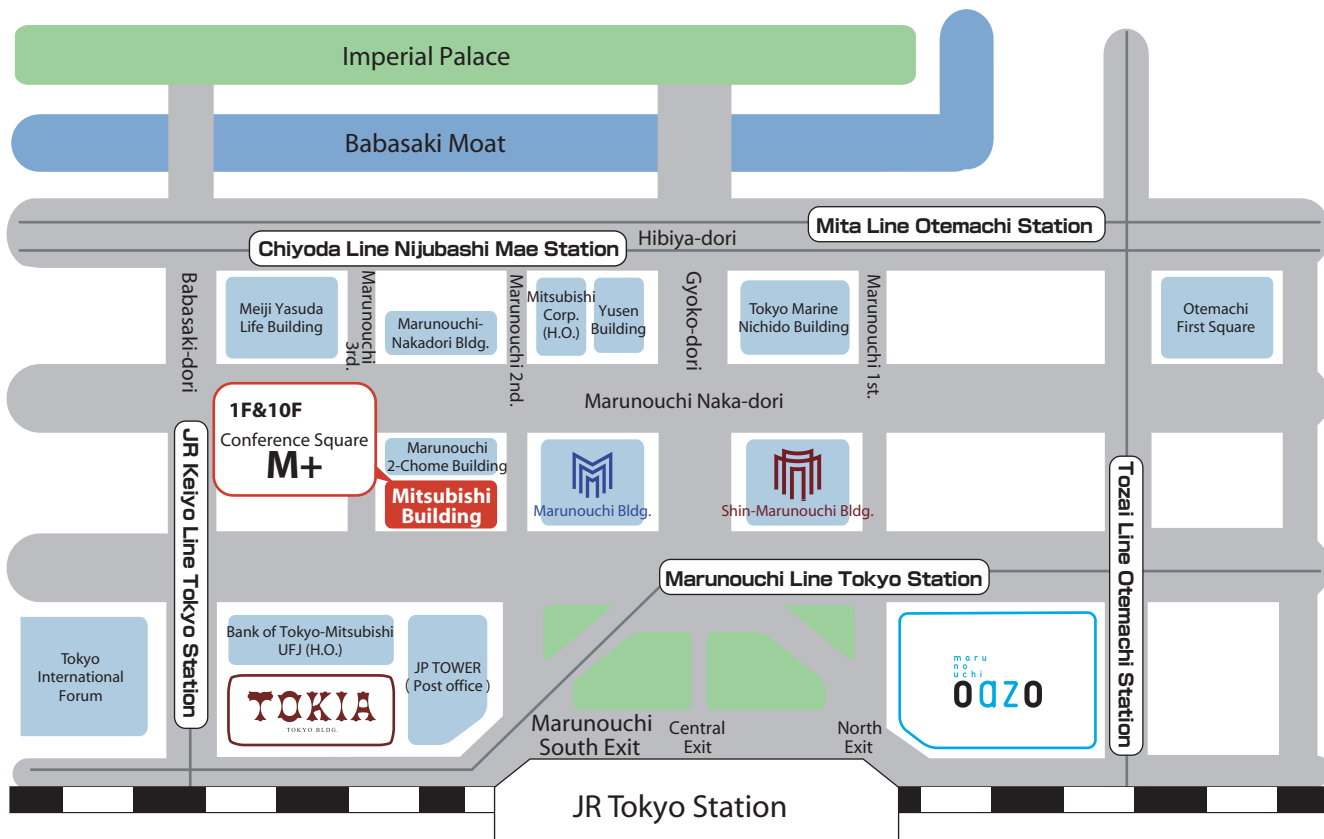 Imperial Palace
Babasaki Moat
Mita Line Otemachi Station
Hibiya-dori
Chiyoda Line Nijubashi Mae Station
Babasaki-dori
Meiji Yasuda
Life Building
Marunouchi
3rd.
Marunouchi-
Nakadori Bldg.
Marunouchi 2nd.
Mitsubishi
Corp.
(H.O.)
Yusen
Building
Gyoko-dori
Tokyo Marine
Nichido Building
Marunouchi 1st.
Otemachi
First Square
Marunouchi Naka-dori
1F&10F
Conference Square
M+
JR Keiyo Line Tokyo Station
Marunouchi
2-Chome Building
Mitsubishi
Building
Marunouchi Bldg.
Shin-Marunouchi Bldg.
Tozai Line Otemachi Station
Marunouchi Line Tokyo Station
Tokyo
International
Forum
Bank of Tokyo-Mitsubishi
UFJ (H.O.)
TOKIA
TOKYO BLDG.
JP TOWER
( Post office )
maru
no
uchi
oazo
Marunouchi
South Exit
Central
Exit
North
Exit
JR Tokyo Station